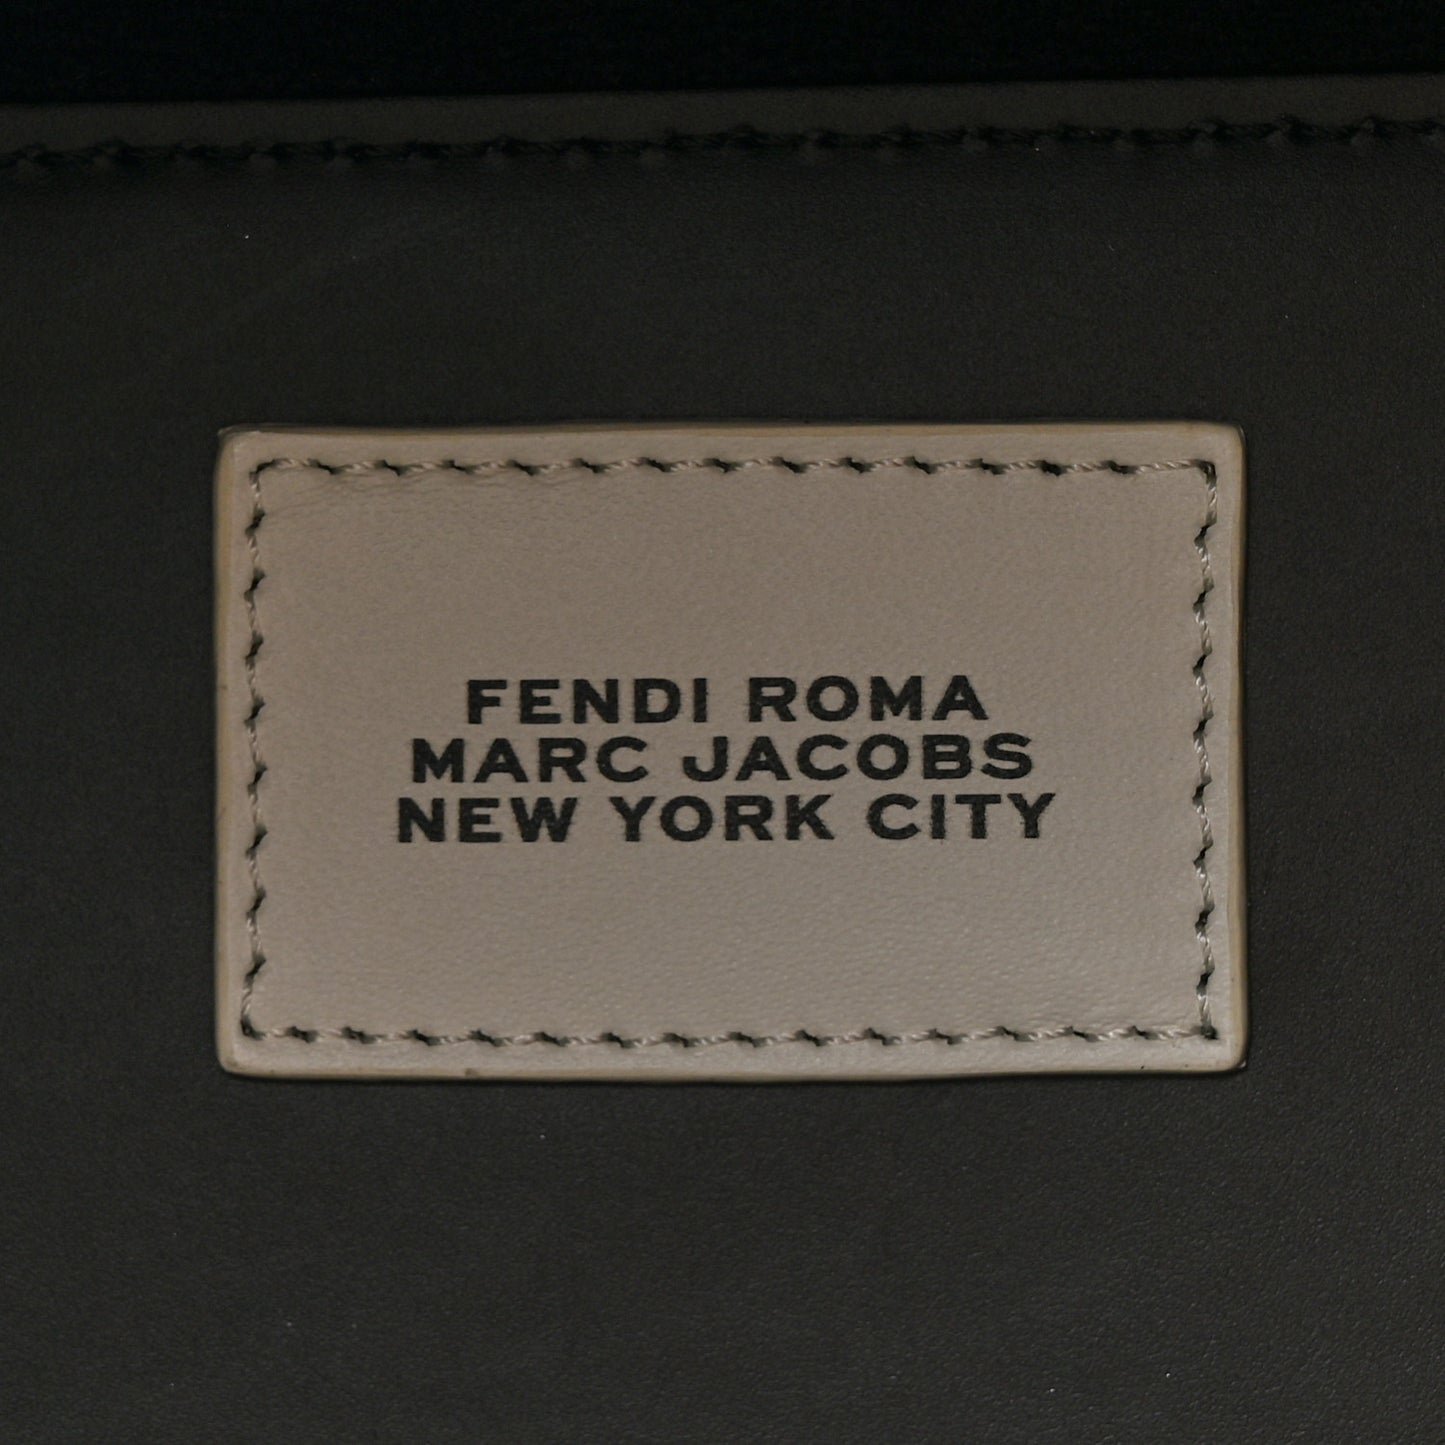 FENDI ROMA
MARC JACOBS
NEW YORK CITY